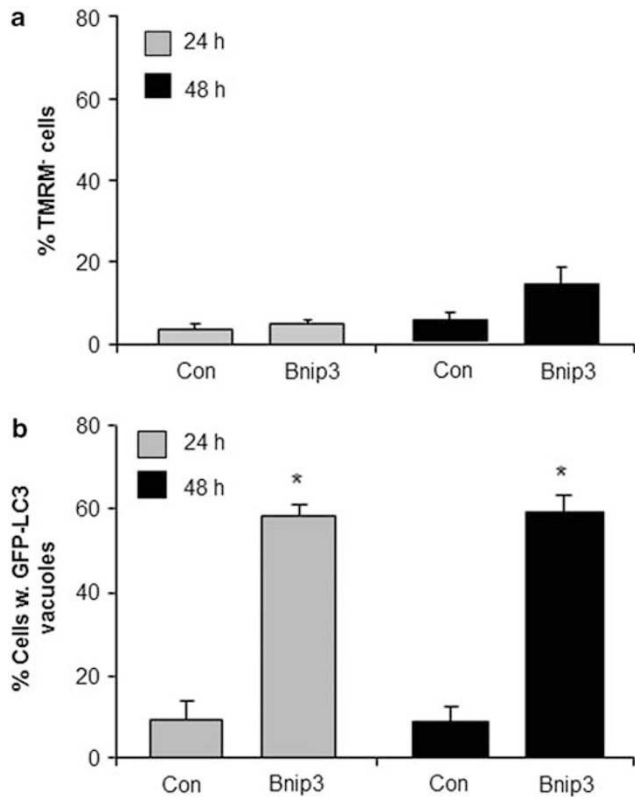 a
80
60
40
20
0
% TMRM- cells
24 h
48 h
Con
Bnip3
Con
Bnip3
b
80
60
40
20
0
% Cells w. GFP-LC3
vacuoles
24 h
48 h
*
*
Con
Bnip3
Con
Bnip3